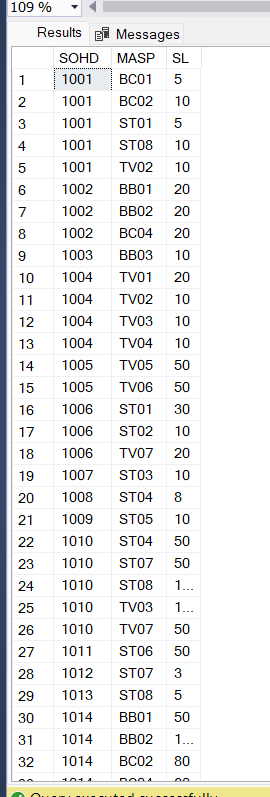 109 %
Results Messages
SOHD MASP SL
1 1001 BC01 5
2 1001 BC02 10
3 1001 ST01 5
4 1001 ST08 10
5 1001 TV02 10
6 1002 BB01 20
7 1002 BB02 20
8 1002 BC04 20
9 1003 BB03 10
10 1004 TV01 20
11 1004 TV02 10
12 1004 TV03 10
13 1004 TV04 10
14 1005 TV05 50
15 1005 TV06 50
16 1006 ST01 30
17 1006 ST02 10
18 1006 TV07 20
19 1007 ST03 10
20 1008 ST04 8
21 1009 ST05 10
22 1010 ST04 50
23 1010 ST07 50
24 1010 ST08 1...
25 1010 TV03 1...
26 1010 TV07 50
27 1011 ST06 50
28 1012 ST07 3
29 1013 ST08 5
30 1014 BB01 50
31 1014 BB02 1...
32 1014 BC02 80